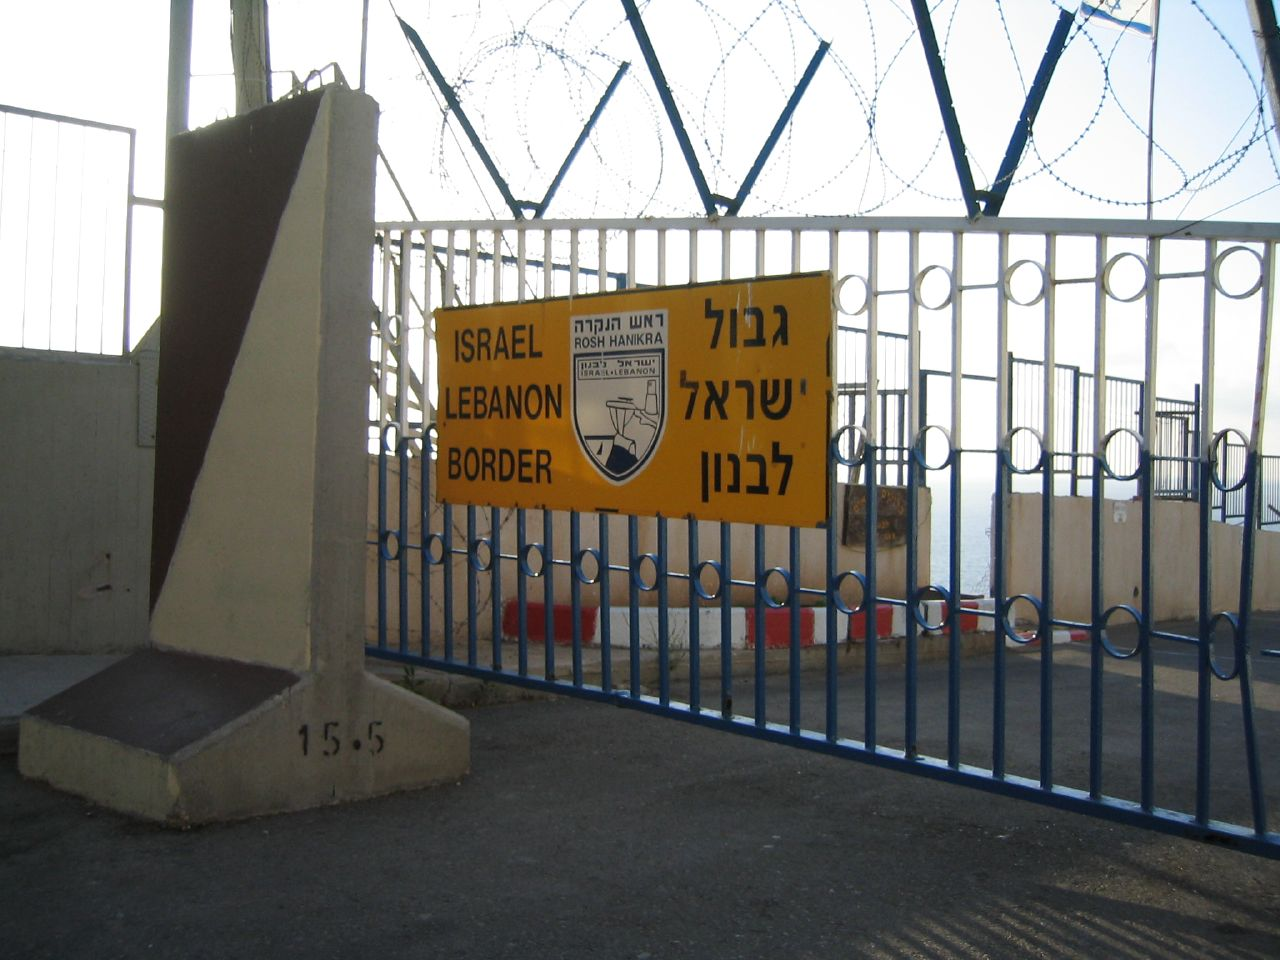 ISRAEL
LEBANON
BORDER
ראש הנקרה
ROSH HANIKRA
ישראל לבנון
ISRAEL•LEBANON
גבול
ישראל
לבנון
15.5